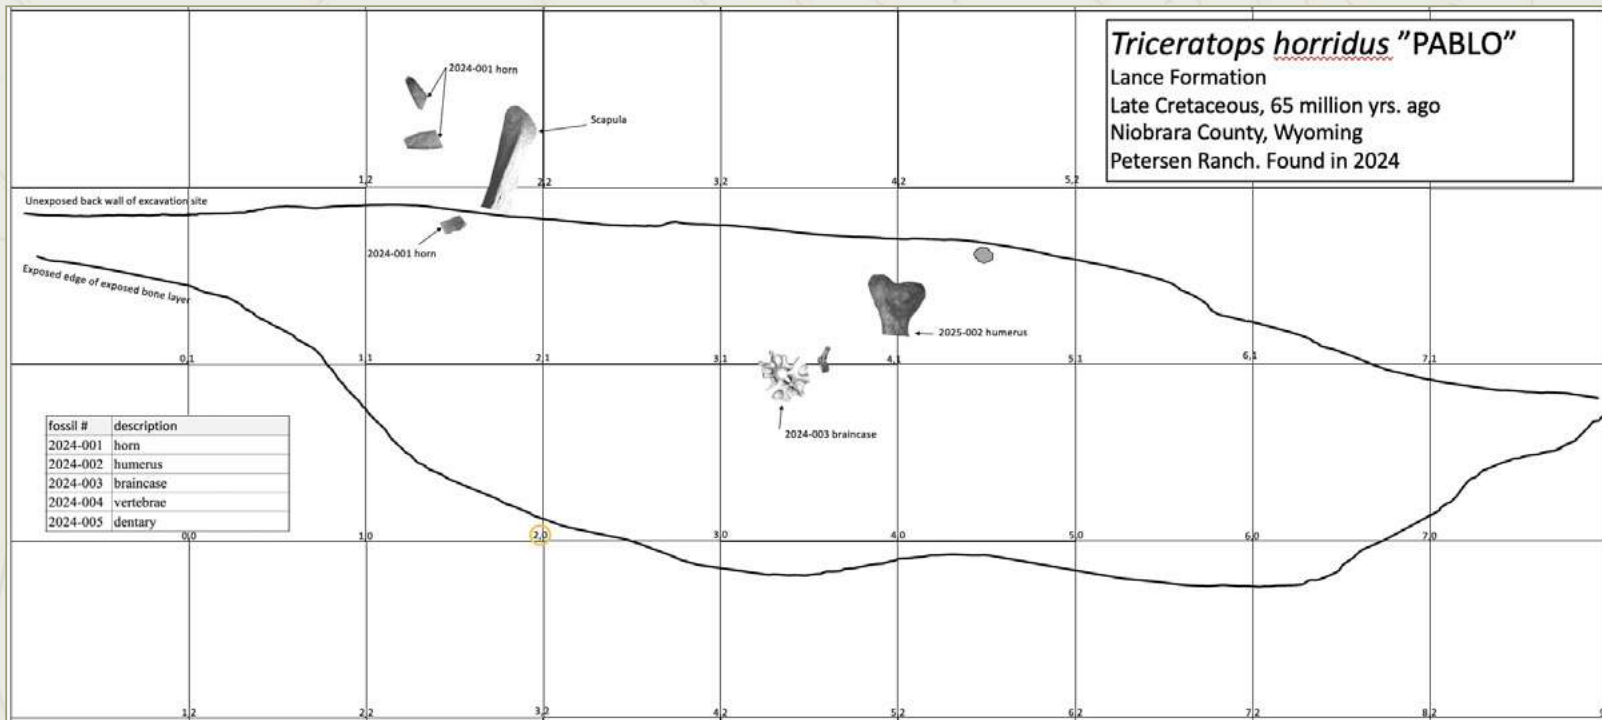 Triceratops horridus ”PABLO”
Lance Formation
Late Cretaceous, 65 million yrs. ago
Niobrara County, Wyoming
Petersen Ranch. Found in 2024
2024-001 horn
Scapula
1,2 2,2 3,2 4,2 5,2
Unexposed back wall of excavation site
2024-001 horn
Exposed edge of exposed bone layer
2025-002 humerus
0,1 1,1 2,1 3,1 4,1 5,1 6,1 7,1
2024-003 braincase
fossil # description
2024-001 horn
2024-002 humerus
2024-003 braincase
2024-004 vertebrae
2024-005 dentary
0,0 1,0 2,0 3,0 4,0 5,0 6,0 7,0
1,2 2,2 3,2 4,2 5,2 6,2 7,2 8,2